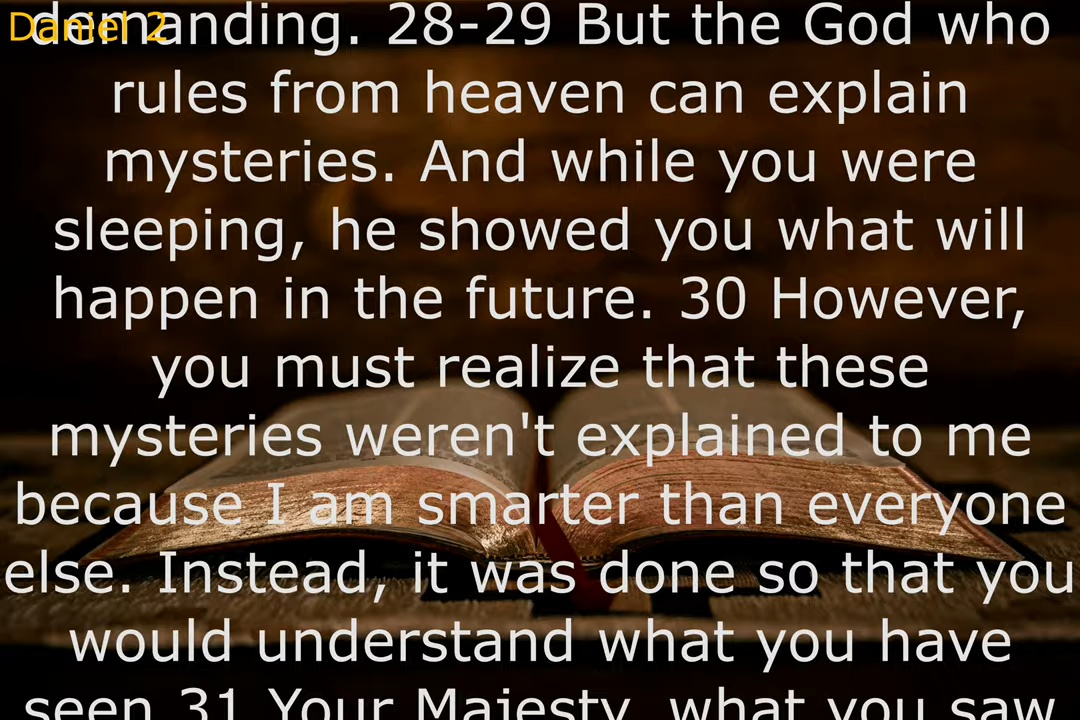 Daniel 2
demanding. 28-29 But the God who
rules from heaven can explain
mysteries. And while you were
sleeping, he showed you what will
happen in the future. 30 However,
you must realize that these
mysteries weren't explained to me
because I am smarter than everyone
else. Instead, it was done so that you
would understand what you have
seen 31 Your Majesty, what you saw